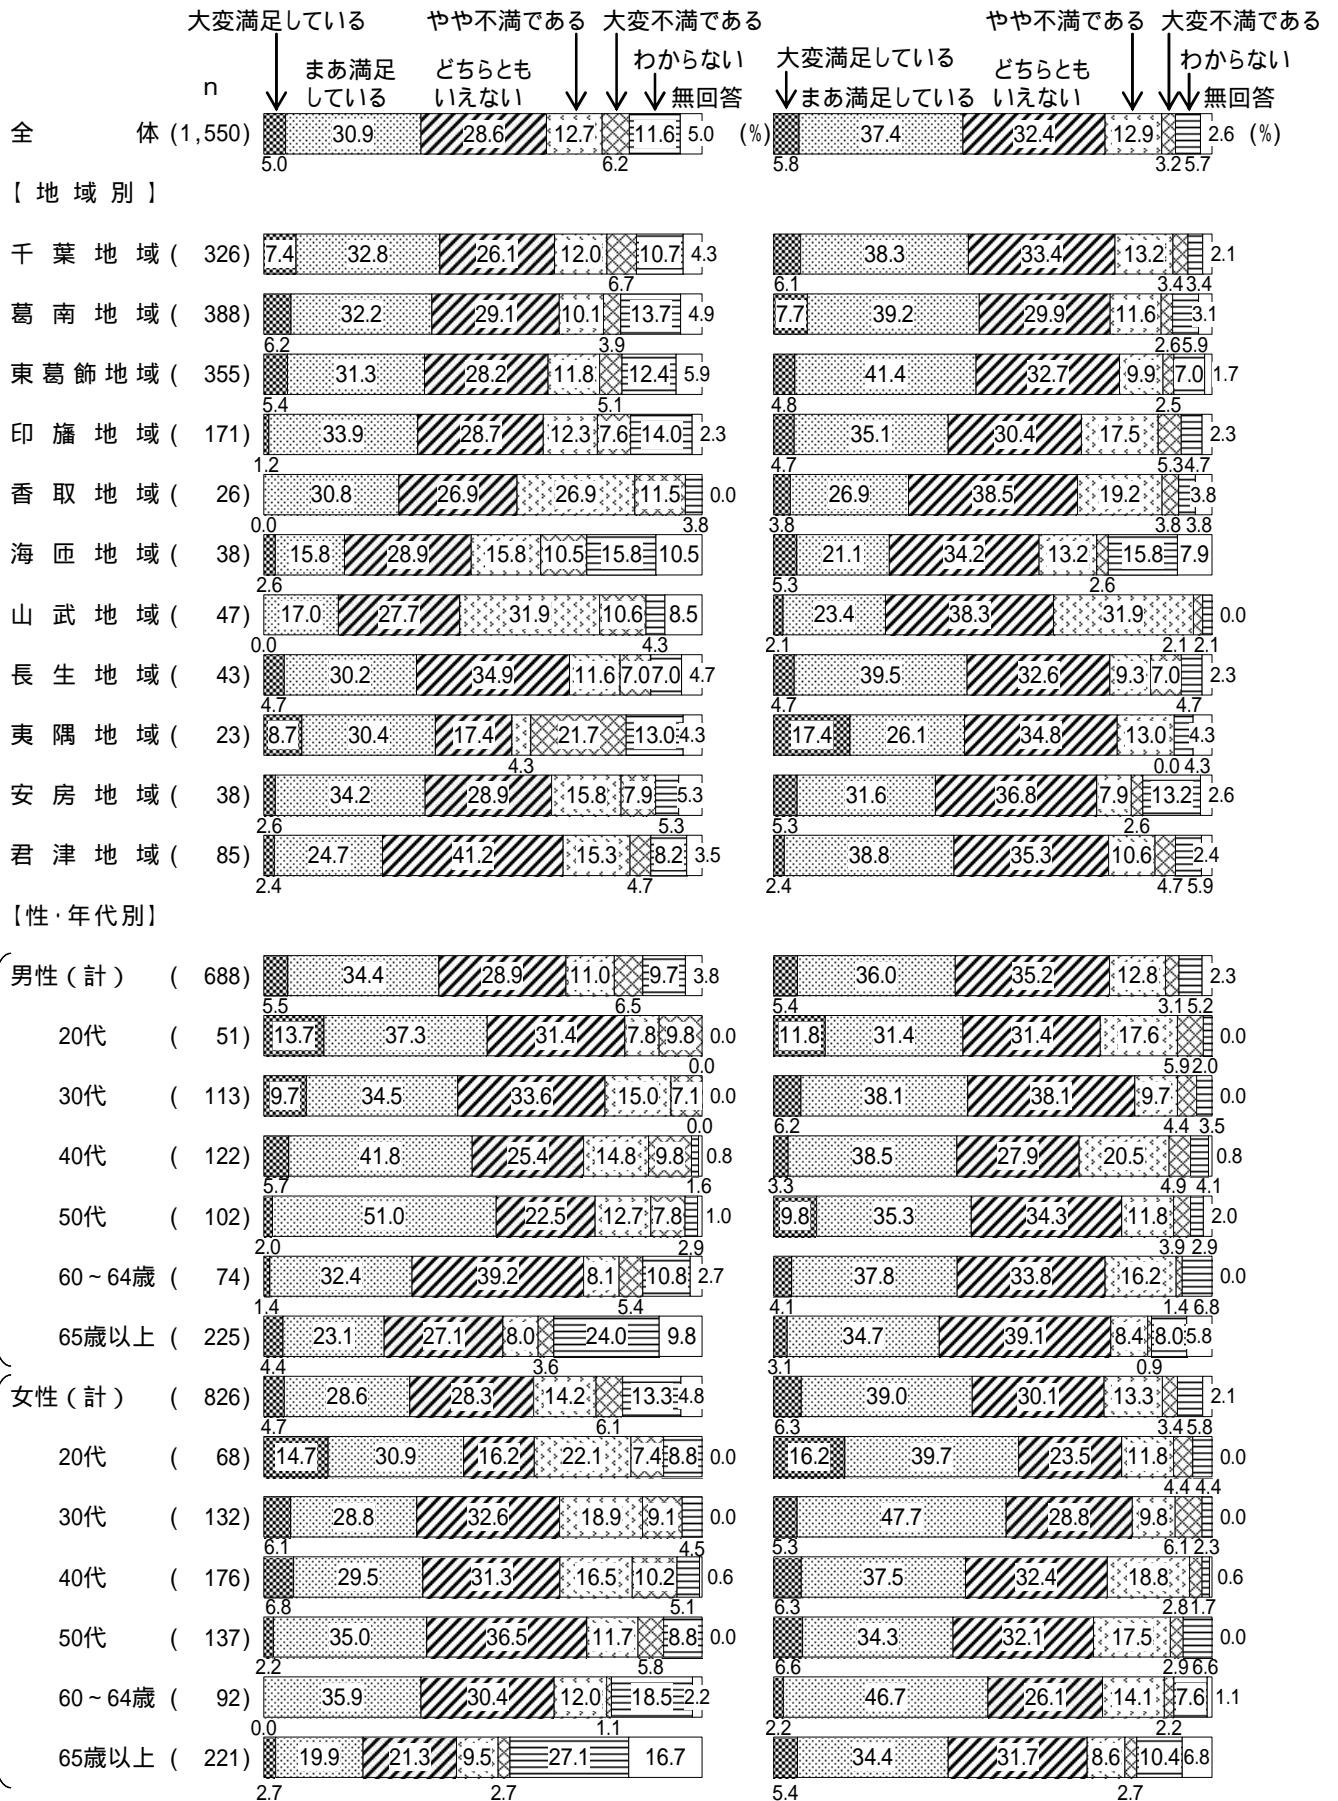 大変満足している やや不満である 大変不満である やや不満である 大変不満である
わからない 大変満足している わからない
まあ満足 どちらとも どちらとも
n している いえない 無回答 まあ満足している いえない 無回答
全体 (1,550) 30.9 28.6 12.7 11.6 5.0 (%) 37.4 32.4 12.9 2.6 (%)
5.0 6.2 5.8 3.2 5.7
【地域別】
千葉地域 ( 326) 7.4 32.8 26.1 12.0 10.7 4.3 38.3 33.4 13.2 2.1
6.7 6.1 3.4 3.4
葛南地域 ( 388) 32.2 29.1 10.1 13.7 4.9 7.7 39.2 29.9 11.6 3.1
6.2 3.9 2.6 5.9
東葛飾地域 ( 355) 31.3 28.2 11.8 12.4 5.9 41.4 32.7 9.9 7.0 1.7
5.4 5.1 4.8 2.5
印旛地域 ( 171) 33.9 28.7 12.3 7.6 14.0 2.3 35.1 30.4 17.5 2.3
1.2 4.7 5.3 4.7
香取地域 ( 26) 30.8 26.9 26.9 11.5 0.0 26.9 38.5 19.2 3.8
0.0 3.8 3.8 3.8 3.8
海匝地域 ( 38) 15.8 28.9 15.8 10.5 15.8 10.5 21.1 34.2 13.2 15.8 7.9
2.6 5.3 2.6
山武地域 ( 47) 17.0 27.7 31.9 10.6 8.5 23.4 38.3 31.9 0.0
0.0 4.3 2.1 2.1 2.1
長生地域 ( 43) 30.2 34.9 11.6 7.0 7.0 4.7 39.5 32.6 9.3 7.0 2.3
4.7 4.7 4.7
夷隅地域 ( 23) 8.7 30.4 17.4 21.7 13.0 4.3 17.4 26.1 34.8 13.0 4.3
4.3 0.0 4.3
安房地域 ( 38) 34.2 28.9 15.8 7.9 5.3 31.6 36.8 7.9 13.2 2.6
2.6 5.3 5.3 2.6
君津地域 ( 85) 24.7 41.2 15.3 8.2 3.5 38.8 35.3 10.6 2.4
2.4 4.7 2.4 4.7 5.9
【性・年代別】
男性（計） ( 688) 34.4 28.9 11.0 9.7 3.8 36.0 35.2 12.8 2.3
5.5 6.5 5.4 3.1 5.2
20代 ( 51) 13.7 37.3 31.4 7.8 9.8 0.0 11.8 31.4 31.4 17.6 0.0
0.0 5.9 2.0
30代 ( 113) 9.7 34.5 33.6 15.0 7.1 0.0 38.1 38.1 9.7 0.0
0.0 6.2 4.4 3.5
40代 ( 122) 41.8 25.4 14.8 9.8 0.8 38.5 27.9 20.5 0.8
5.7 1.6 3.3 4.9 4.1
50代 ( 102) 51.0 22.5 12.7 7.8 1.0 9.8 35.3 34.3 11.8 2.0
2.0 2.9 3.9 2.9
60～64歳 ( 74) 32.4 39.2 8.1 10.8 2.7 37.8 33.8 16.2 0.0
1.4 5.4 4.1 1.4 6.8
65歳以上 ( 225) 23.1 27.1 8.0 24.0 9.8 34.7 39.1 8.4 8.0 5.8
4.4 3.6 3.1 0.9
女性（計） ( 826) 28.6 28.3 14.2 13.3 4.8 39.0 30.1 13.3 2.1
4.7 6.1 6.3 3.4 5.8
20代 ( 68) 14.7 30.9 16.2 22.1 7.4 8.8 0.0 16.2 39.7 23.5 11.8 0.0
4.4 4.4
30代 ( 132) 28.8 32.6 18.9 9.1 0.0 47.7 28.8 9.8 0.0
6.1 4.5 5.3 6.1 2.3
40代 ( 176) 29.5 31.3 16.5 10.2 0.6 37.5 32.4 18.8 0.6
6.8 5.1 6.3 2.8 1.7
50代 ( 137) 35.0 36.5 11.7 8.8 0.0 34.3 32.1 17.5 0.0
2.2 5.8 6.6 2.9 6.6
60～64歳 ( 92) 35.9 30.4 12.0 18.5 2.2 46.7 26.1 14.1 7.6 1.1
0.0 1.1 2.2 2.2
65歳以上 ( 221) 19.9 21.3 9.5 27.1 16.7 34.4 31.7 8.6 10.4 6.8
2.7 2.7 5.4 2.7